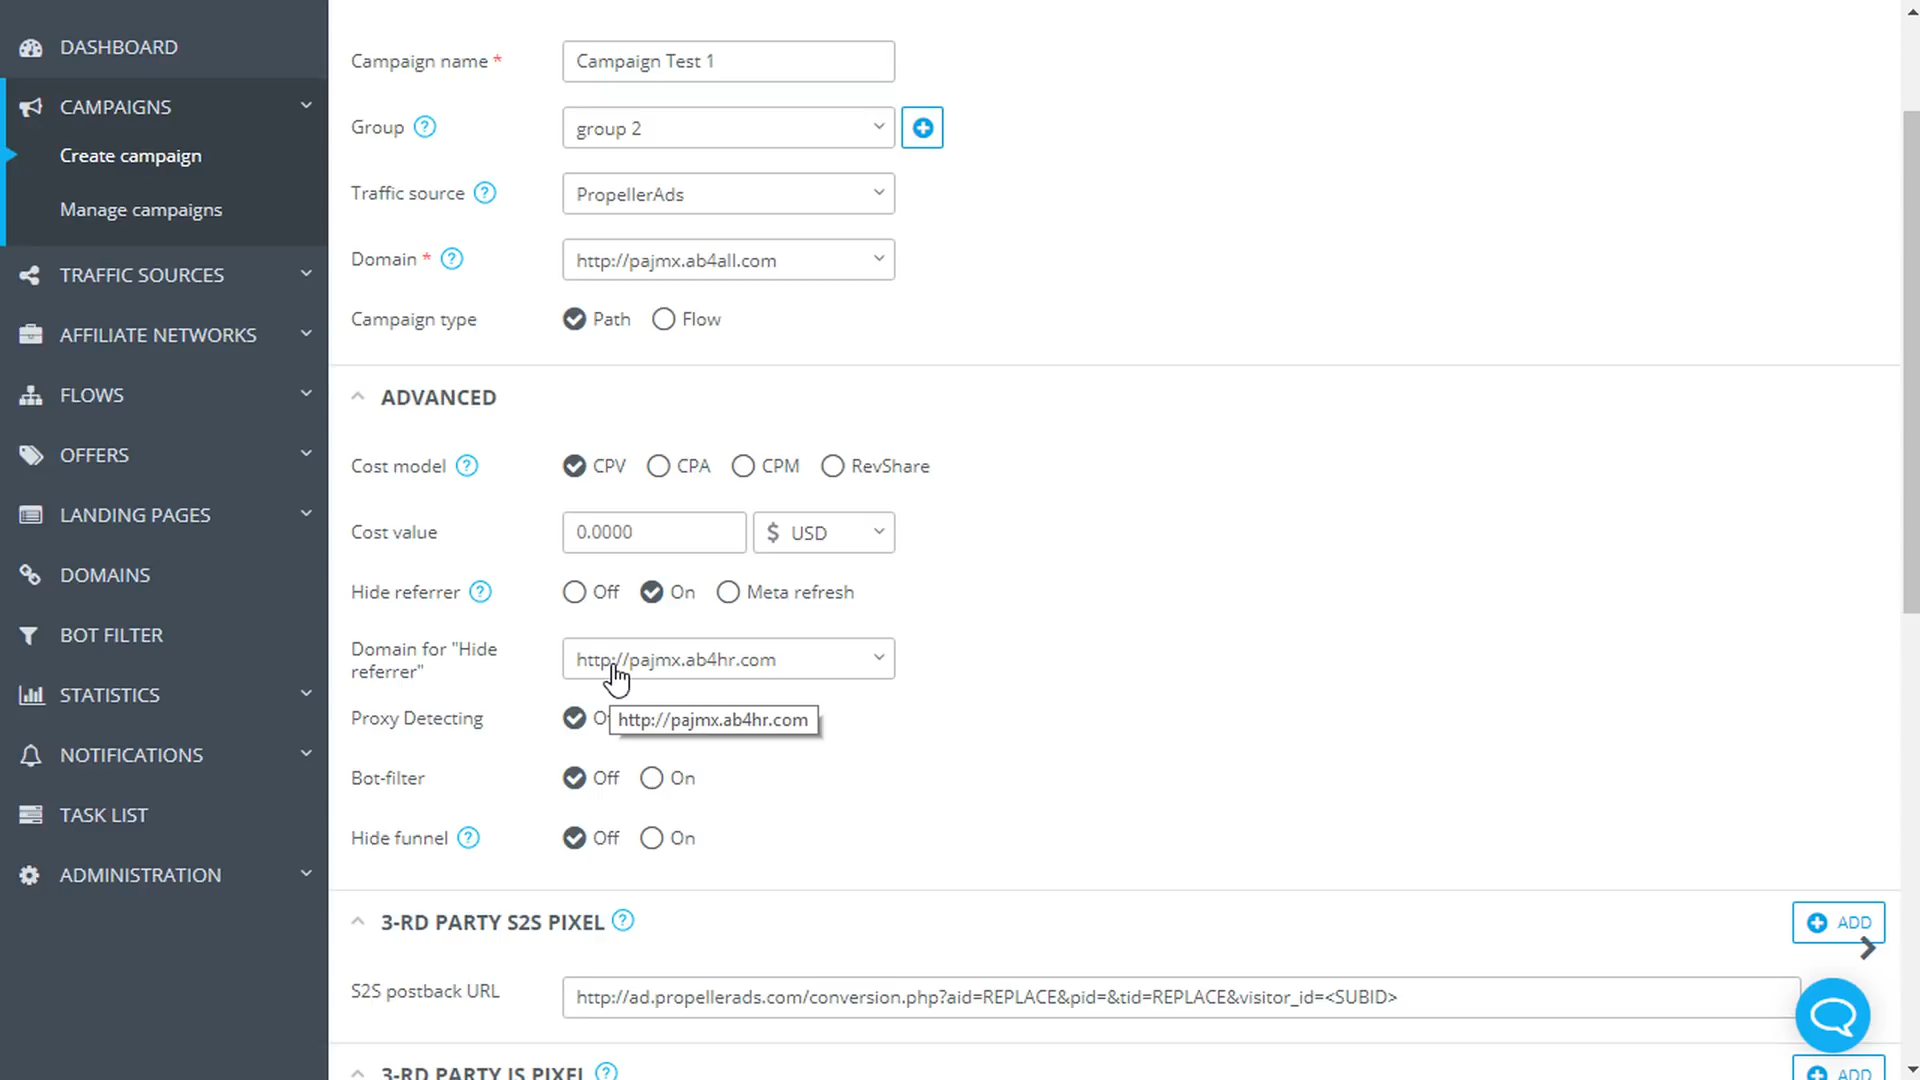 DASHBOARD
CAMPAIGNS
Create campaign
Manage campaigns
TRAFFIC SOURCES
AFFILIATE NETWORKS
FLOWS
OFFERS
LANDING PAGES
DOMAINS
BOT FILTER
STATISTICS
NOTIFICATIONS
TASK LIST
ADMINISTRATION
Campaign name * Campaign Test 1
Group ? group 2
Traffic source ? PropellerAds
Domain * ? http://pajmx.ab4all.com
Campaign type Path Flow
ADVANCED
Cost model ? CPV CPA CPM RevShare
Cost value 0.0000 $ USD
Hide referrer ? Off On Meta refresh
Domain for "Hide
referrer" http://pajmx.ab4hr.com
Proxy Detecting
http://pajmx.ab4hr.com
Bot-filter Off On
Hide funnel ? Off On
3-RD PARTY S2S PIXEL ? ADD
S2S postback URL http://ad.propellerads.com/conversion.php?aid=REPLACE&pid=&tid=REPLACE&visitor_id=<SUBID>
3-RD PARTY JS PIXEL ? ADD